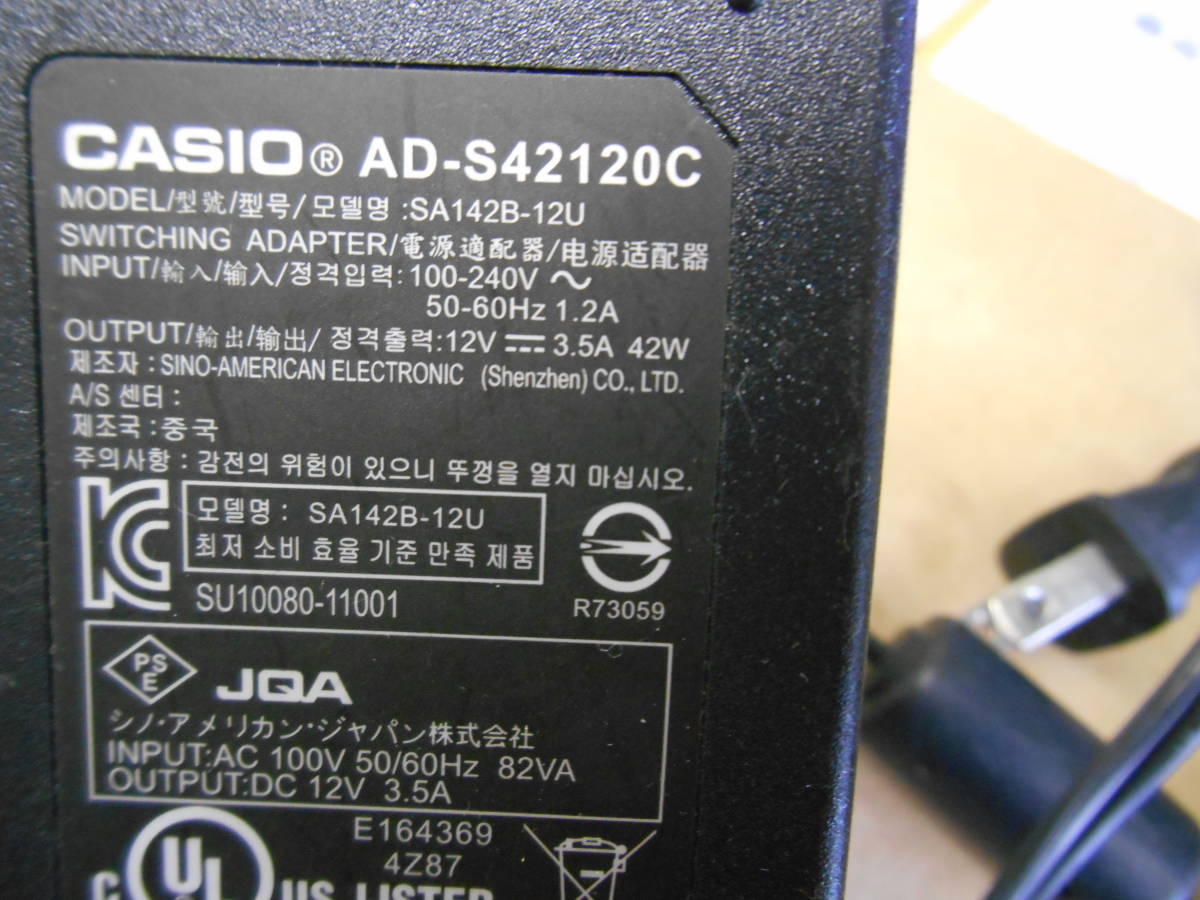 CASIO® AD-S42120C
MODEL/型號/型号/모델명 :SA142B-12U
SWITCHING ADAPTER/電源適配器/电源适配器
INPUT/輸入/输入/정격입력: 100-240V ～
50-60Hz 1.2A
OUTPUT/輸出/输出/ 정격출력:12V ⎓ 3.5A 42W
제조자 : SINO-AMERICAN ELECTRONIC (Shenzhen) CO., LTD.
A/S 센터 :
제조국 : 중국
주의사항 : 감전의 위험이 있으니 뚜껑을 열지 마십시오.
모델명 : SA142B-12U
최저 소비 효율 기준 만족 제품
SU10080-11001
R73059
PS
E
JQA
シノ・アメリカン・ジャパン株式会社
INPUT:AC 100V 50/60Hz 82VA
OUTPUT:DC 12V 3.5A
E164369
4Z87
C UL US LISTED